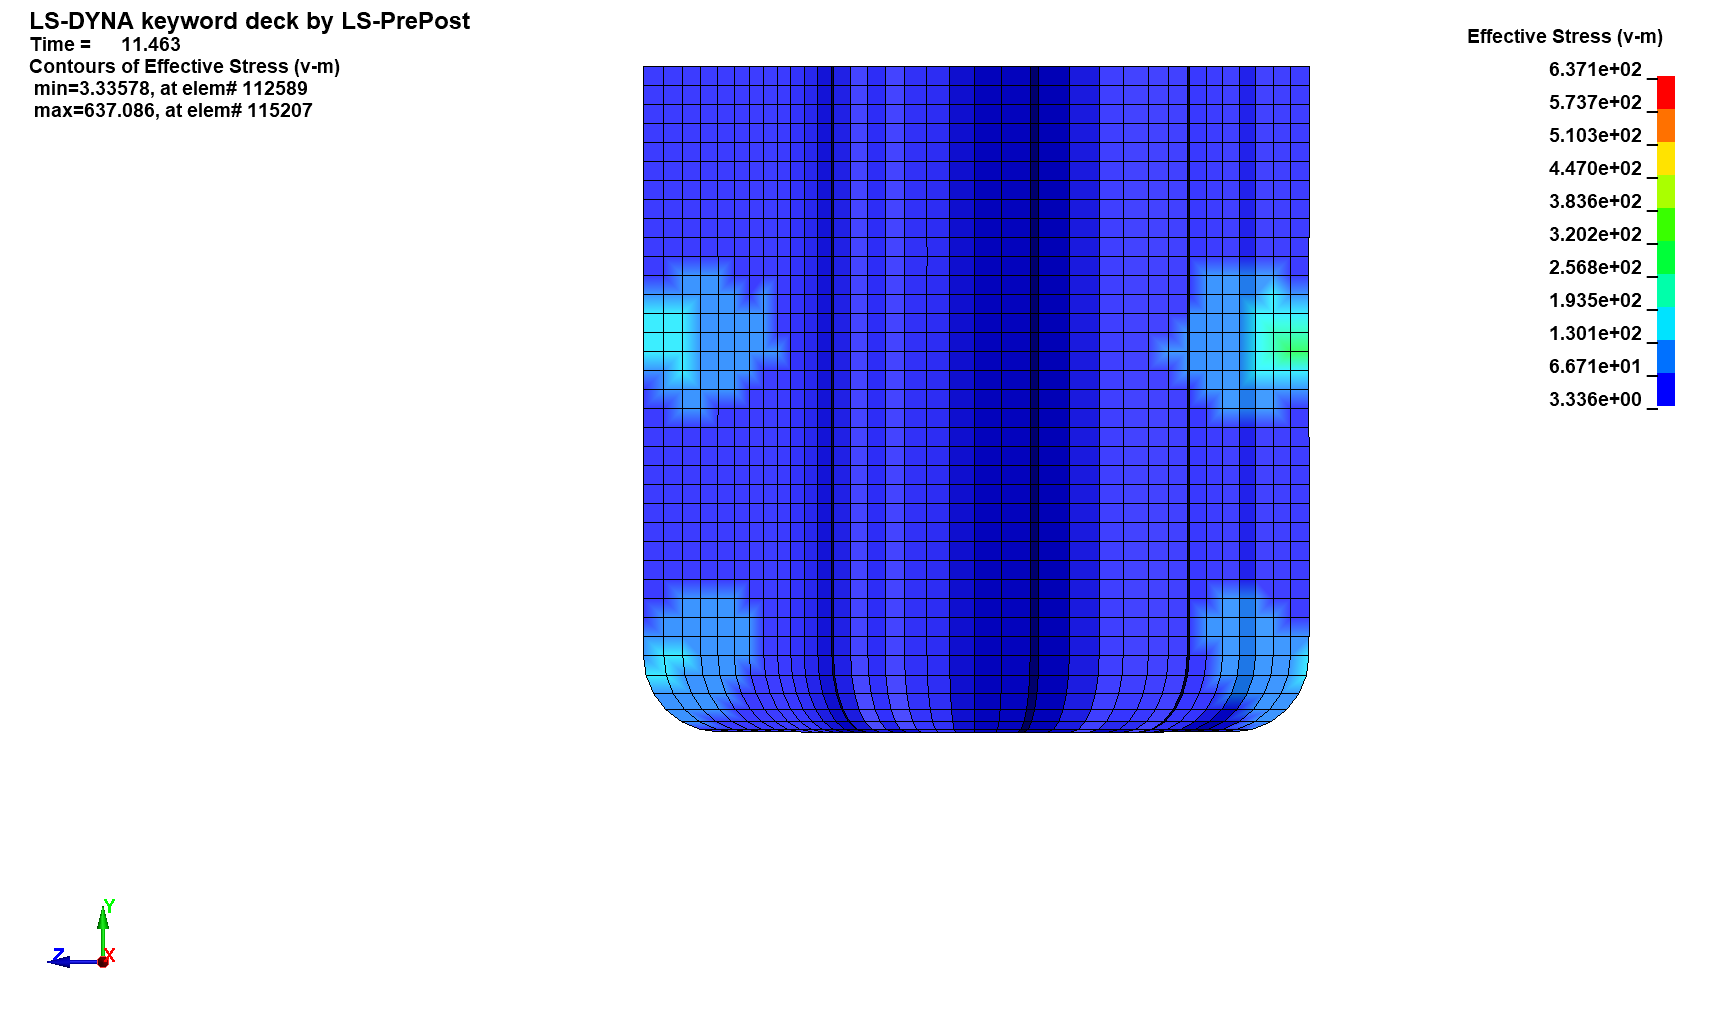 LS-DYNA keyword deck by LS-PrePost
Time = 11.463
Contours of Effective Stress (v-m)
min=3.33578, at elem# 112589
max=637.086, at elem# 115207
Effective Stress (v-m)
6.371e+02
5.737e+02
5.103e+02
4.470e+02
3.836e+02
3.202e+02
2.568e+02
1.935e+02
1.301e+02
6.671e+01
3.336e+00
Y
Z
X